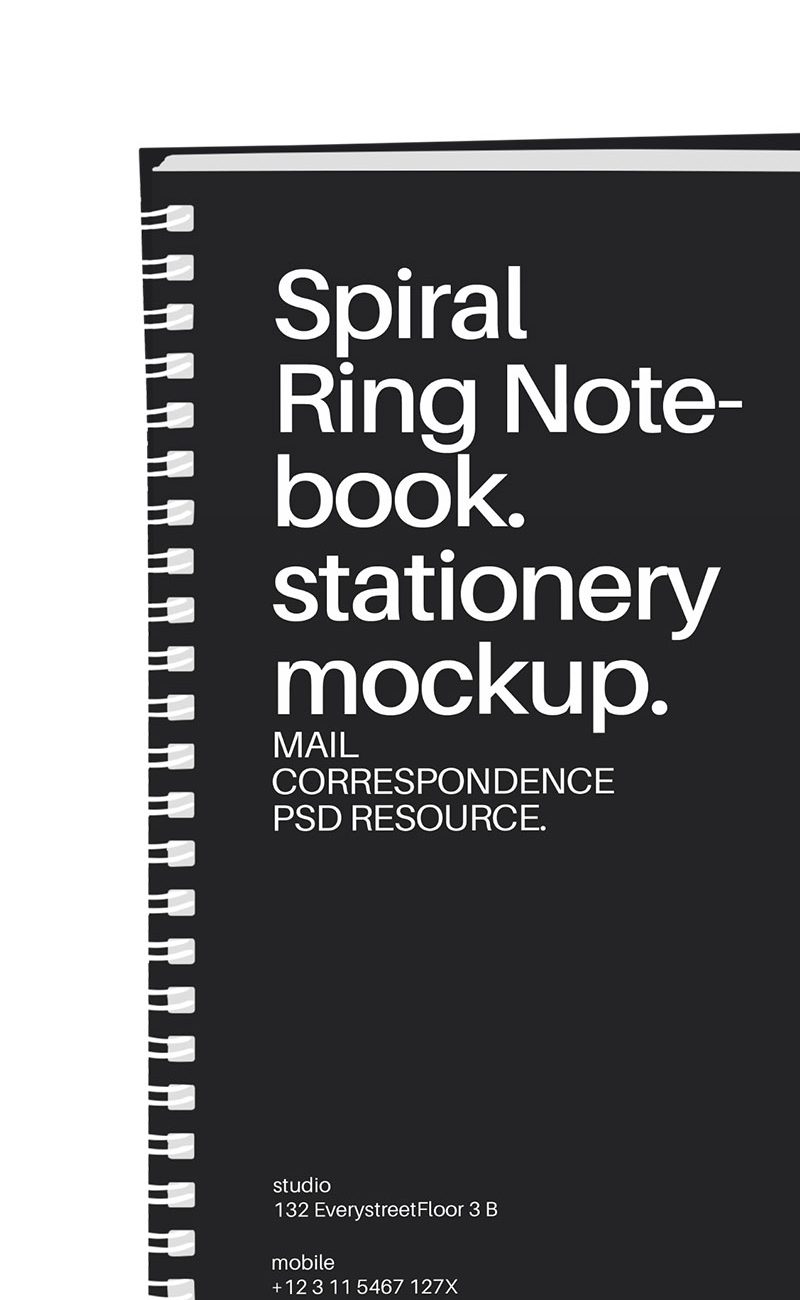 Spiral
Ring Note-
book.
stationery
mockup.
MAIL
CORRESPONDENCE
PSD RESOURCE.
studio
132 EverystreetFloor 3 B
mobile
+12 3 11 5467 127X